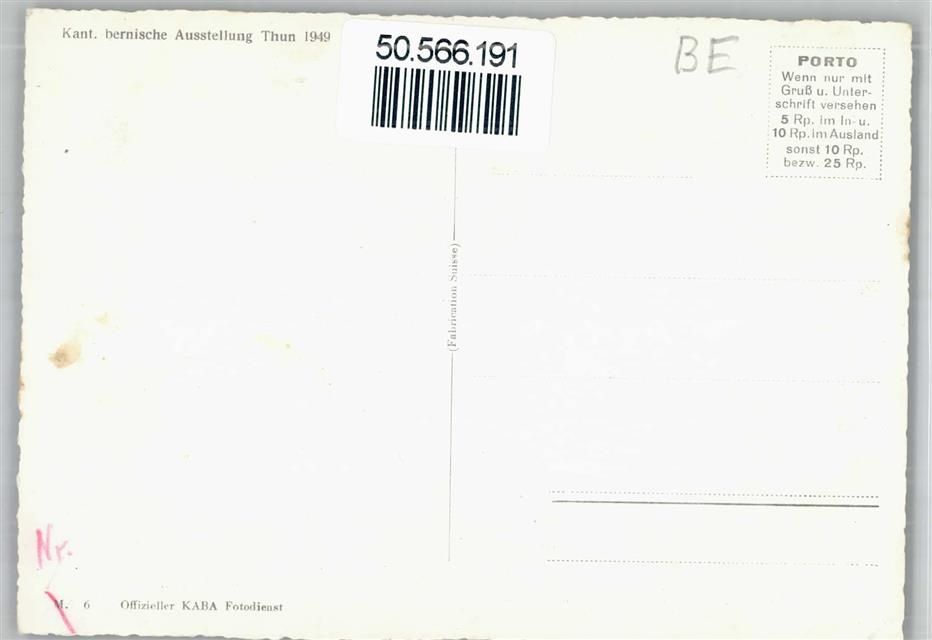 Kant. bernische Ausstellung Thun 1949
50.566.191
BE
PORTO
Wenn nur mit
Gruß u. Unter-
schrift versehen
5 Rp. im In- u.
10 Rp. im Ausland
sonst 10 Rp.
bezw. 25 Rp.
(Fabrication Suisse)
Nr.
M. 6 Offizieller KABA Fotodienst